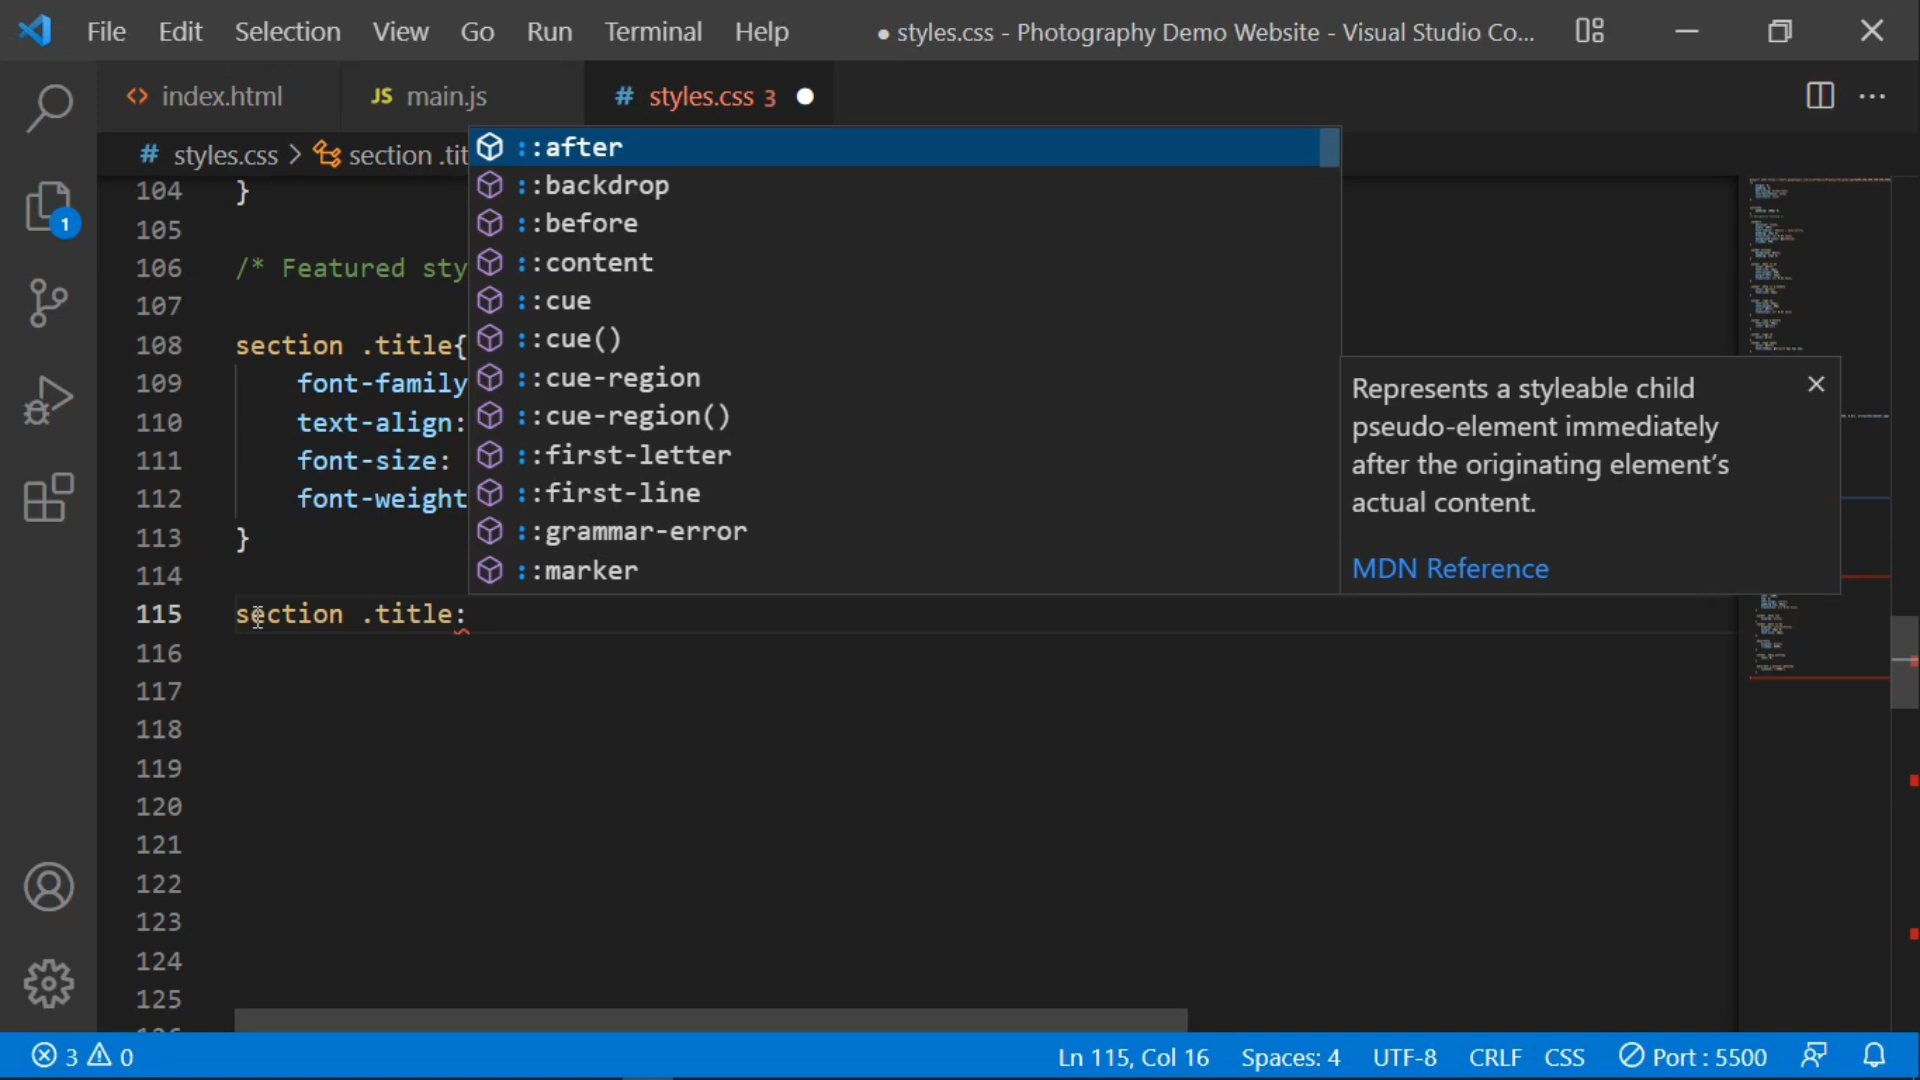 File Edit Selection View Go Run Terminal Help ● styles.css - Photography Demo Website - Visual Studio Co...
index.html JS main.js # styles.css 3
# styles.css > section .tit
104 }
105
106 /* Featured sty
107
108 section .title{
109 font-family
110 text-align:
111 font-size:
112 font-weight
113 }
114
115 section .title:
116
117
118
119
120
121
122
123
124
125
::after
::backdrop
::before
::content
::cue
::cue()
::cue-region
::cue-region()
::first-letter
::first-line
::grammar-error
::marker
Represents a styleable child
pseudo-element immediately
after the originating element’s
actual content.
MDN Reference
1
3 0 Ln 115, Col 16 Spaces: 4 UTF-8 CRLF CSS Port : 5500